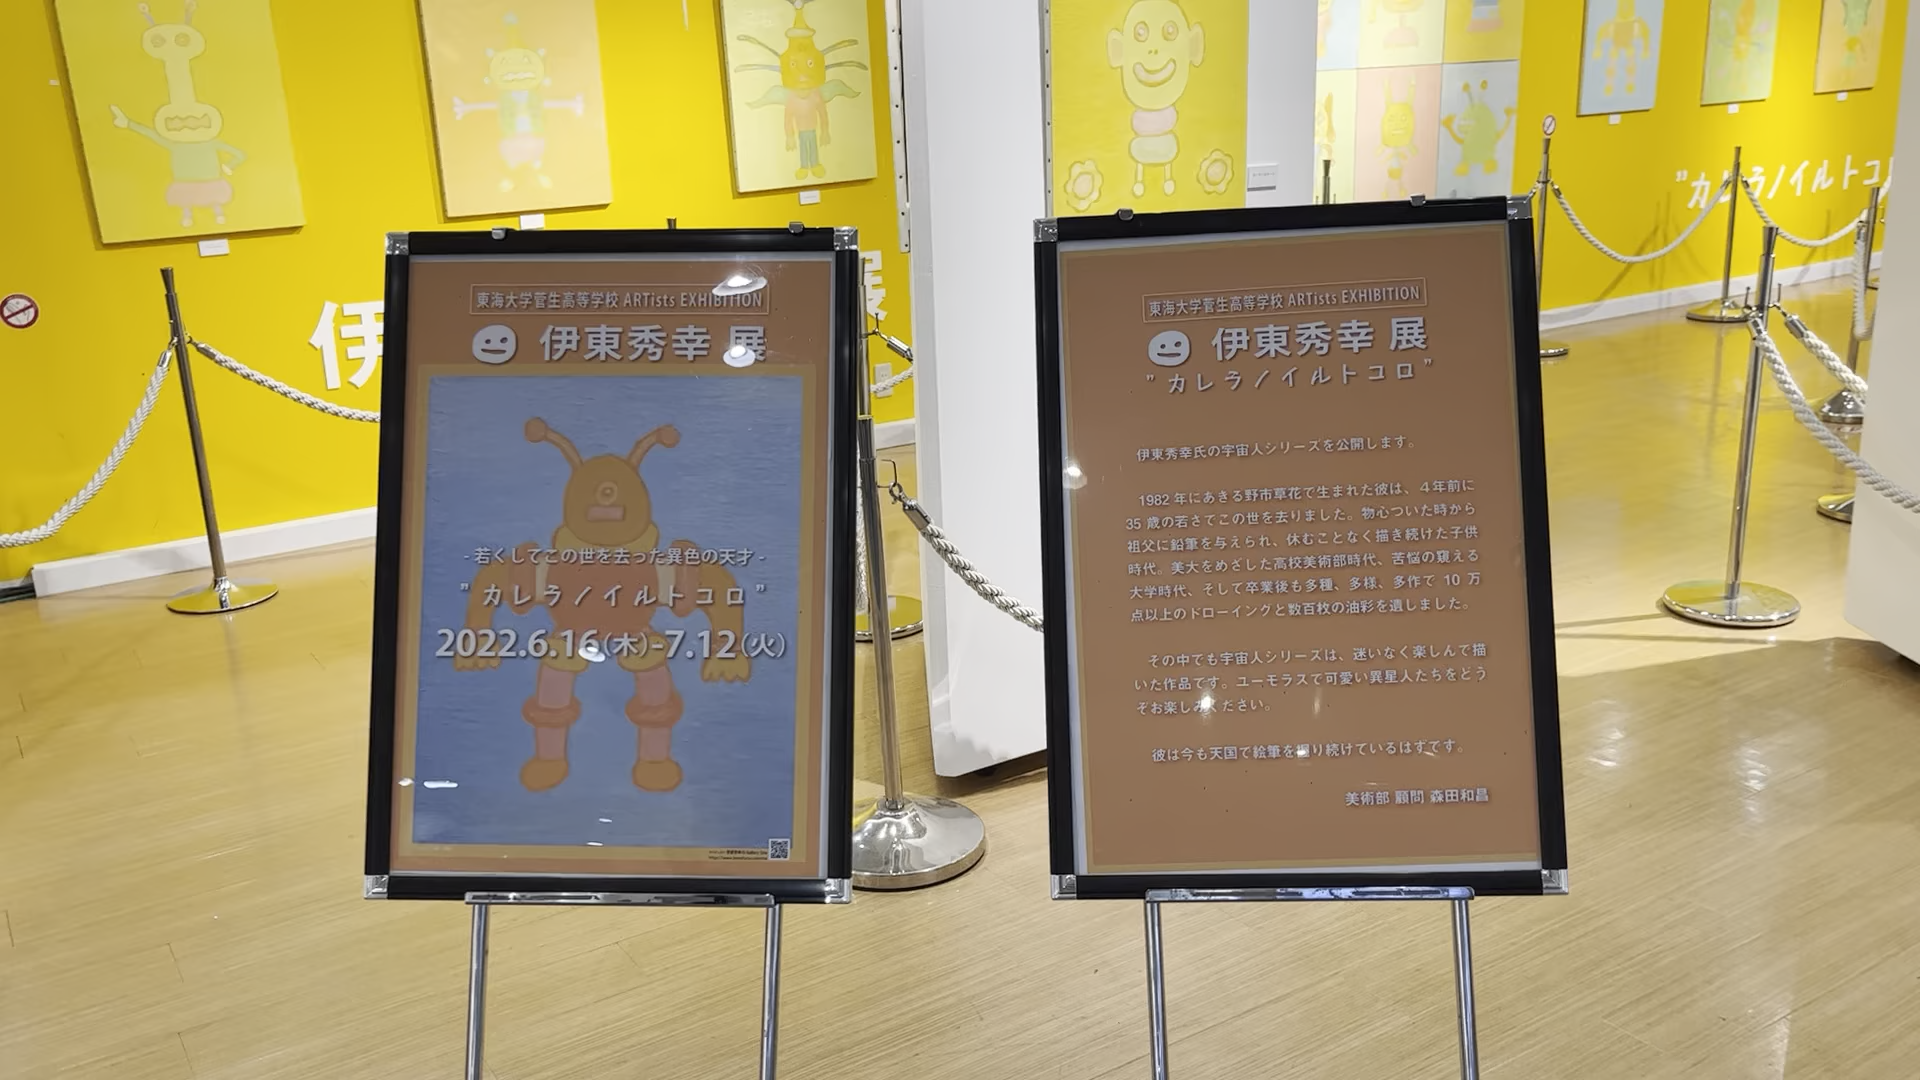 東海大学菅生高等学校 ARTists EXHIBITION
伊東秀幸 展
-若くしてこの世を去った異色の天才-
"カレラノイルトコロ"
2022.6.16(木)-7.12(火)
東海大学菅生高等学校 ARTists EXHIBITION
伊東秀幸 展
"カレラノイルトコロ"
伊東秀幸氏の宇宙人シリーズを公開します。
1982 年にあきる野市草花で生まれた彼は、4年前に
35 歳の若さでこの世を去りました。物心ついた時から
祖父に鉛筆を与えられ、休むことなく描き続けた子供
時代。美大をめざした高校美術部時代、苦悩の窺える
大学時代、そして卒業後も多種、多様、多作で 10 万
点以上のドローイングと数百枚の油彩を遺しました。
その中でも宇宙人シリーズは、迷いなく楽しんで描
いた作品です。ユーモラスで可愛い異星人たちをどう
ぞお楽しみください。
彼は今も天国で絵筆を握り続けているはずです。
美術部 顧問 森田和昌
伊
展
"カレラノイルトコ